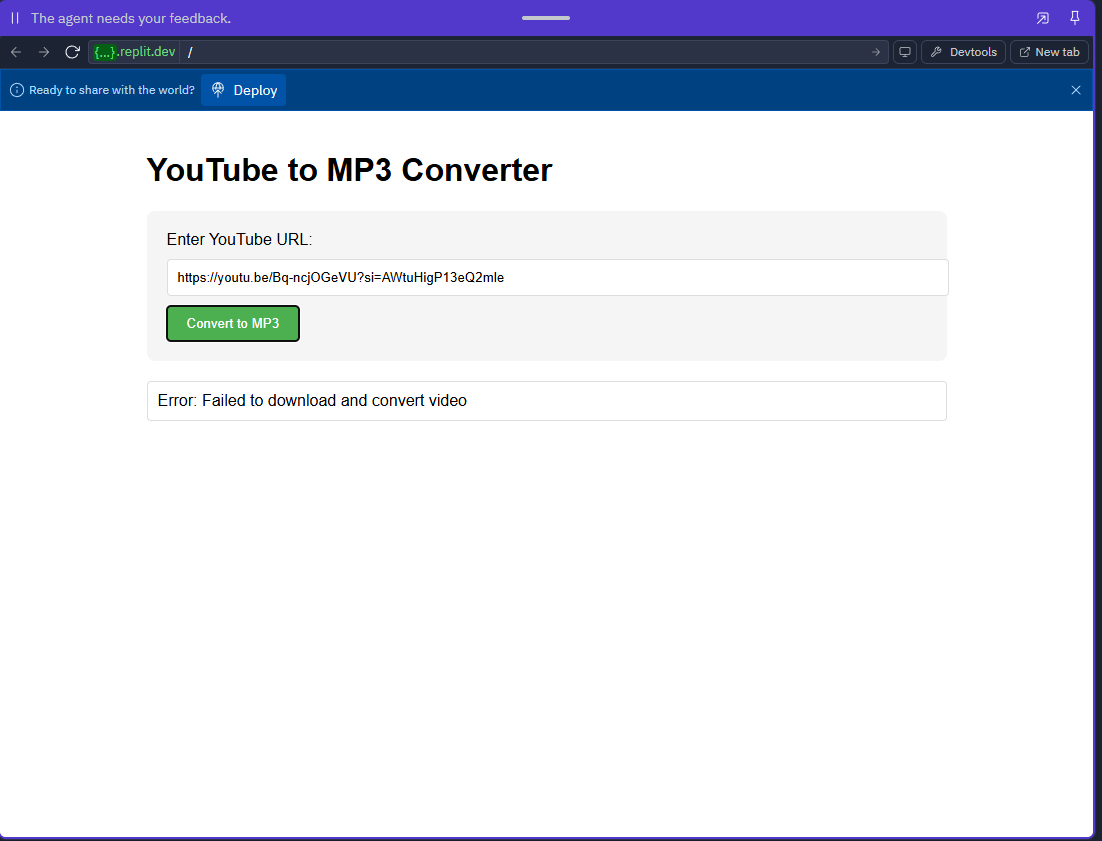 The agent needs your feedback.
{...}.replit.dev /
Devtools
New tab
Ready to share with the world?
Deploy
YouTube to MP3 Converter
Enter YouTube URL:
https://youtu.be/Bq-ncjOGeVU?si=AWtuHigP13eQ2mle
Convert to MP3
Error: Failed to download and convert video